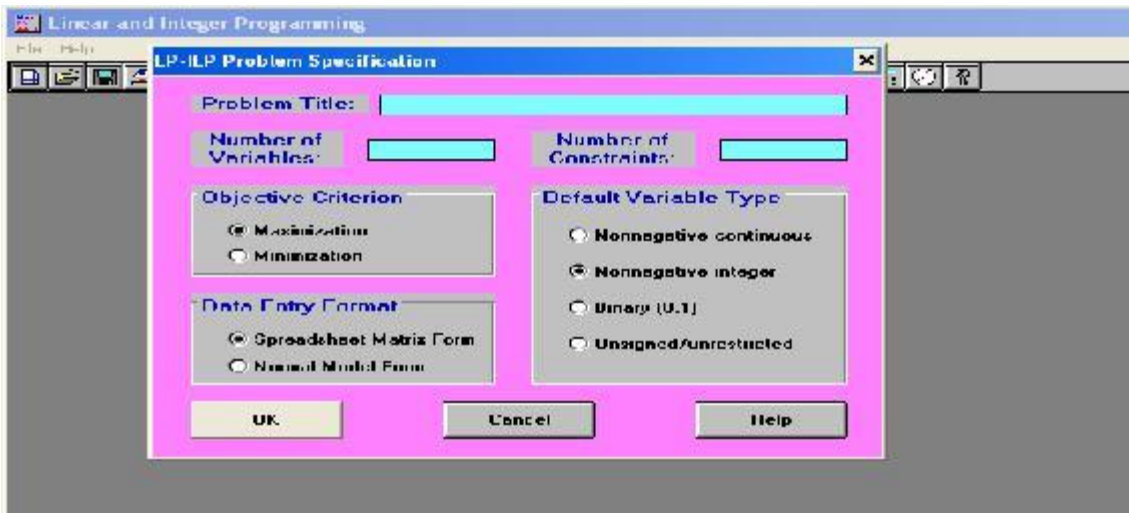 Linear and Integer Programming
File Help
LP-ILP Problem Specification
Problem Title:
Number of
Variables:
Number of
Constraints:
Objective Criterion
Maximization
Minimization
Data Entry Format
Spreadsheet Matrix Form
Normal Model Form
Default Variable Type
Nonnegative continuous
Nonnegative integer
Binary (0,1)
Unsigned/unrestricted
OK
Cancel
Help